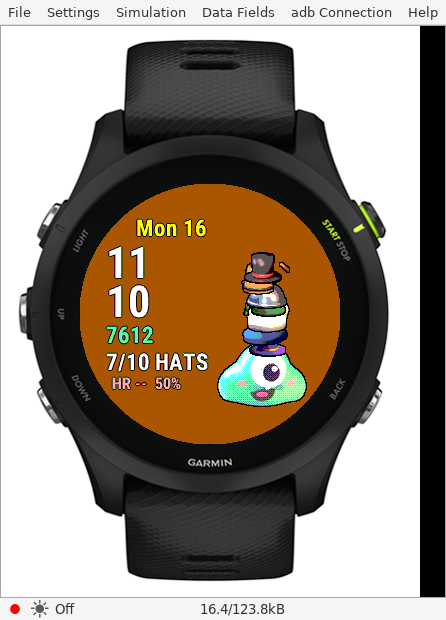 File Settings Simulation Data Fields adb Connection Help
Mon 16
START STOP
LIGHT
11
10
UP
7612
7/10 HATS
HR -- 50%
DOWN
BACK
GARMIN
Off 16.4/123.8kB